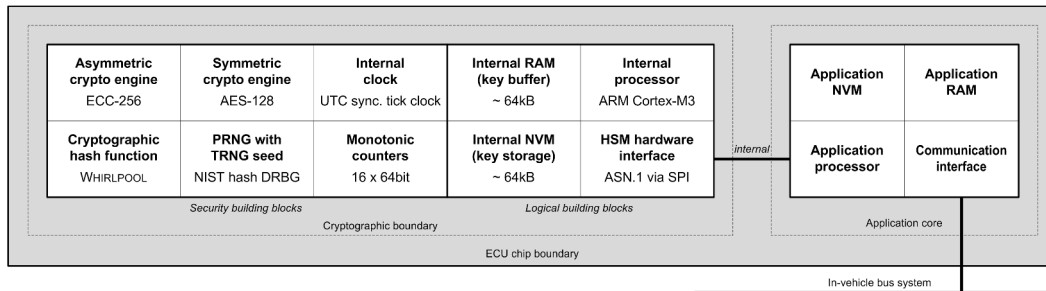 Asymmetric
crypto engine
ECC-256
Symmetric
crypto engine
AES-128
Internal
clock
UTC sync. tick clock
Internal RAM
(key buffer)
~ 64kB
Internal
processor
ARM Cortex-M3
Cryptographic
hash function
WHIRLPOOL
PRNG with
TRNG seed
NIST hash DRBG
Monotonic
counters
16 x 64bit
Internal NVM
(key storage)
~ 64kB
HSM hardware
interface
ASN.1 via SPI
Security building blocks
Logical building blocks
Cryptographic boundary
internal
Application
NVM
Application
RAM
Application
processor
Communication
interface
Application core
ECU chip boundary
In-vehicle bus system